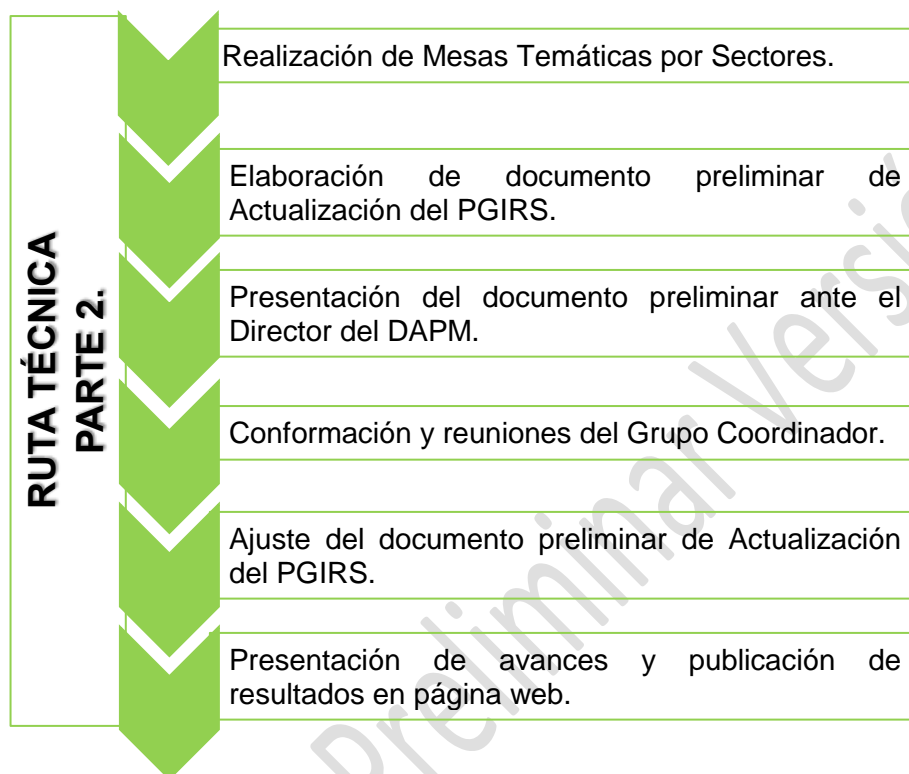 RUTA TÉCNICA
PARTE 2.
Realización de Mesas Temáticas por Sectores.
Elaboración de documento preliminar de
Actualización del PGIRS.
Presentación del documento preliminar ante el
Director del DAPM.
Conformación y reuniones del Grupo Coordinador.
Ajuste del documento preliminar de Actualización
del PGIRS.
Presentación de avances y publicación de
resultados en página web.
Preliminar Versi